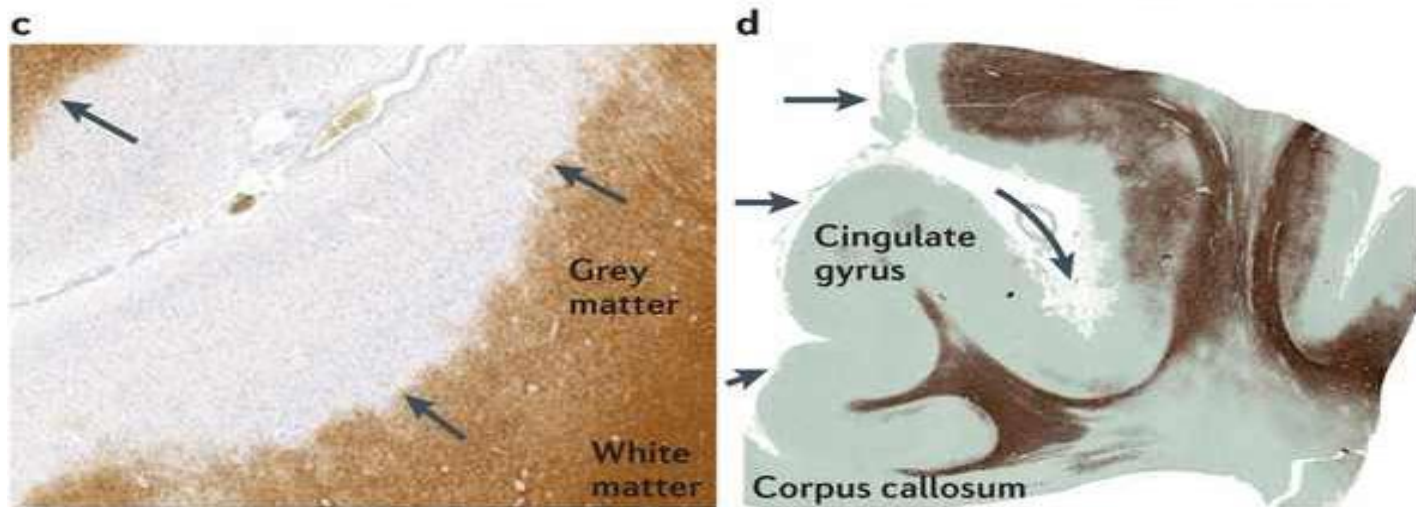 c
d
Grey
matter
White
matter
Cingulate
gyrus
Corpus callosum